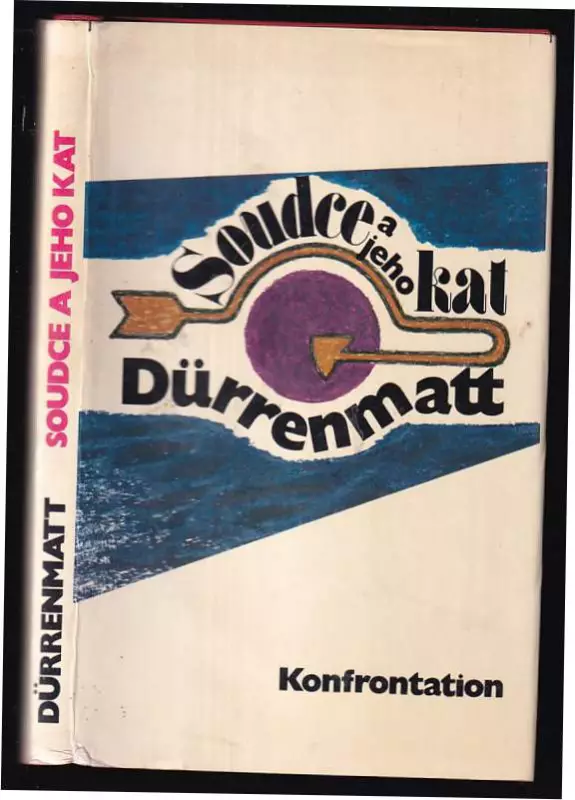 DÜRRENMATT SOUDCE A JEHO KAT
Soudce a jeho kat
Dürrenmatt
Konfrontation